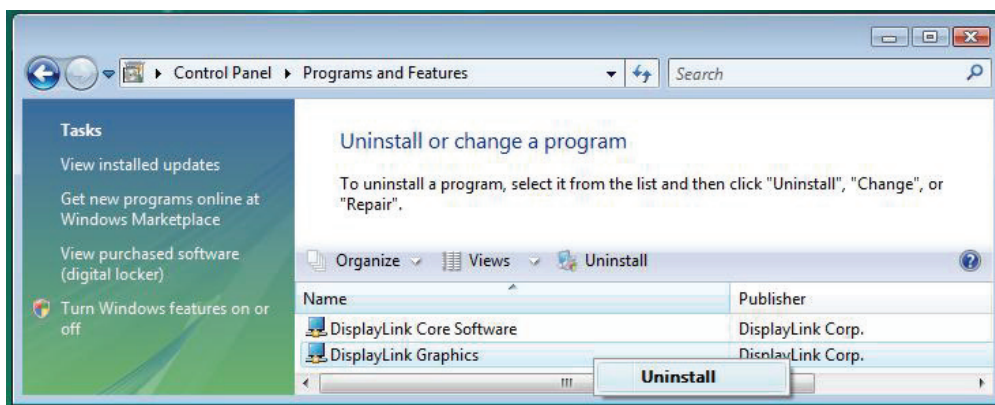 Control Panel Programs and Features Search
Tasks
View installed updates
Get new programs online at
Windows Marketplace
View purchased software
(digital locker)
Turn Windows features on or
off
Uninstall or change a program
To uninstall a program, select it from the list and then click "Uninstall", "Change", or
"Repair".
Organize Views Uninstall
Name Publisher
DisplayLink Core Software DisplayLink Corp.
DisplayLink Graphics DisplayLink Corp.
Uninstall